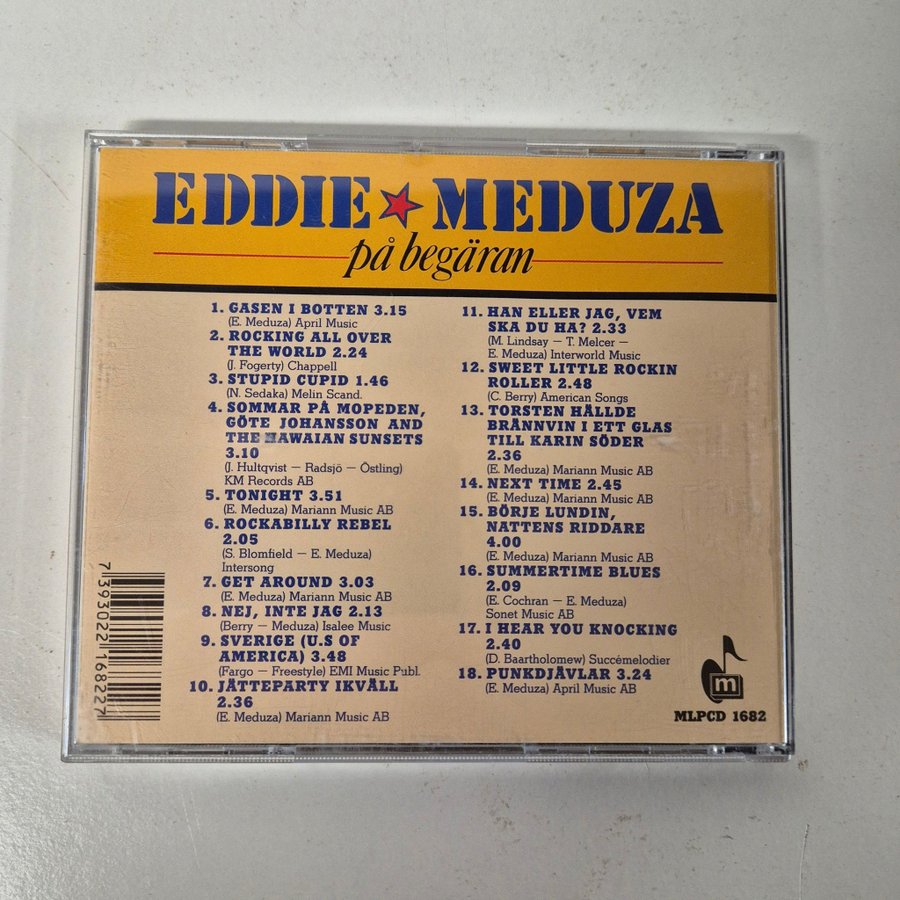 EDDIE★MEDUZA
på begäran
1. GASEN I BOTTEN 3.15
(E. Meduza) April Music
2. ROCKING ALL OVER
THE WORLD 2.24
(J. Fogerty) Chappell
3. STUPID CUPID 1.46
(N. Sedaka) Melin Scand.
4. SOMMAR PÅ MOPEDEN,
GÖTE JOHANSSON AND
THE HAWAIAN SUNSETS
3.10
(J. Hultqvist — Radsjö — Östling)
KM Records AB
5. TONIGHT 3.51
(E. Meduza) Mariann Music AB
6. ROCKABILLY REBEL
2.05
(S. Blomfield — E. Meduza)
Intersong
7. GET AROUND 3.03
(E. Meduza) Mariann Music AB
8. NEJ, INTE JAG 2.13
(Berry — Meduza) Isalee Music
9. SVERIGE (U.S OF
AMERICA) 3.48
(Fargo — Freestyle) EMI Music Publ.
10. JÄTTEPARTY IKVÄLL
2.36
(E. Meduza) Mariann Music AB
11. HAN ELLER JAG, VEM
SKA DU HA? 2.33
(M. Lindsay — T. Melcer —
E. Meduza) Interworld Music
12. SWEET LITTLE ROCKIN
ROLLER 2.48
(C. Berry) American Songs
13. TORSTEN HÄLLDE
BRÄNNVIN I ETT GLAS
TILL KARIN SÖDER
2.36
(E. Meduza) Mariann Music AB
14. NEXT TIME 2.45
(E. Meduza) Mariann Music AB
15. BÖRJE LUNDIN,
NATTENS RIDDARE
4.00
(E. Meduza) Mariann Music AB
16. SUMMERTIME BLUES
2.09
(E. Cochran — E. Meduza)
Sonet Music AB
17. I HEAR YOU KNOCKING
2.40
(D. Baartholomew) Succémelodier
18. PUNKDJÄVLAR 3.24
(E. Meduza) April Music AB
7 393022 168227
m
MLPCD 1682